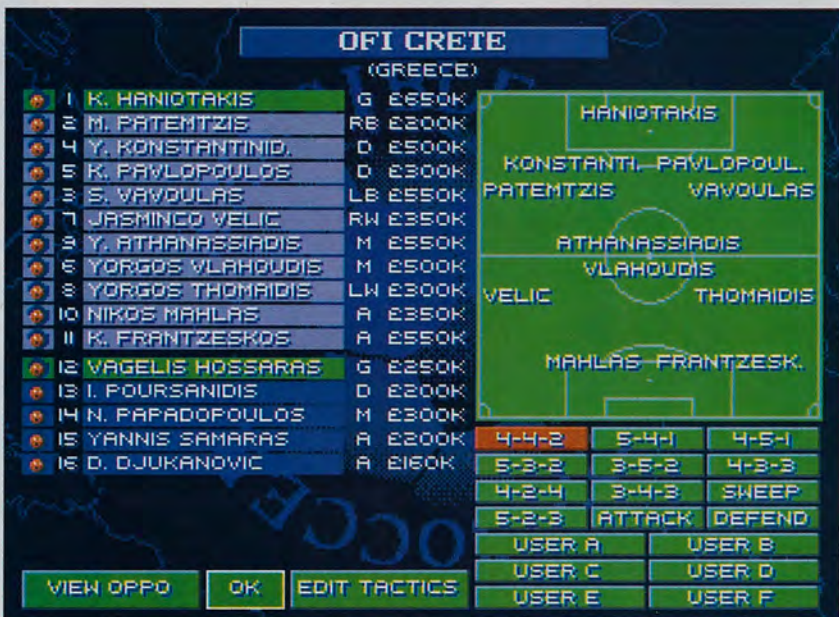 OFI CRETE
(GREECE)
1 K. HANIOTAKIS G £650K
2 M. PATEMTZIS RB £200K
4 Y. KONSTANTINID. D £500K
5 K. PAVLOPOULOS D £300K
3 S. VAVOULAS LB £550K
7 JASMINCO VELIC RW £350K
9 Y. ATHANASSIADIS M £550K
6 YORGOS VLAHOUDIS M £500K
8 YORGOS THOMAIDIS LW £300K
10 NIKOS MAHLAS A £350K
11 K. FRANTZESKOS A £550K
12 VAGELIS HOSSARAS G £250K
13 I. POURSANIDIS D £200K
14 N. PAPADOPOULOS M £300K
15 YANNIS SAMARAS A £200K
16 D. DJUKANOVIC A £160K
HANIOTAKIS
KONSTANTI. PAVLOPOUL.
PATEMTZIS VAVOULAS
ATHANASSIADIS
VLAHOUDIS
VELIC THOMAIDIS
MAHLAS FRANTZESK.
4-4-2 5-4-1 4-5-1
5-3-2 3-5-2 4-3-3
4-2-4 3-4-3 SWEEP
5-2-3 ATTACK DEFEND
USER A USER B
USER C USER D
USER E USER F
VIEW OPPO OK EDIT TACTICS